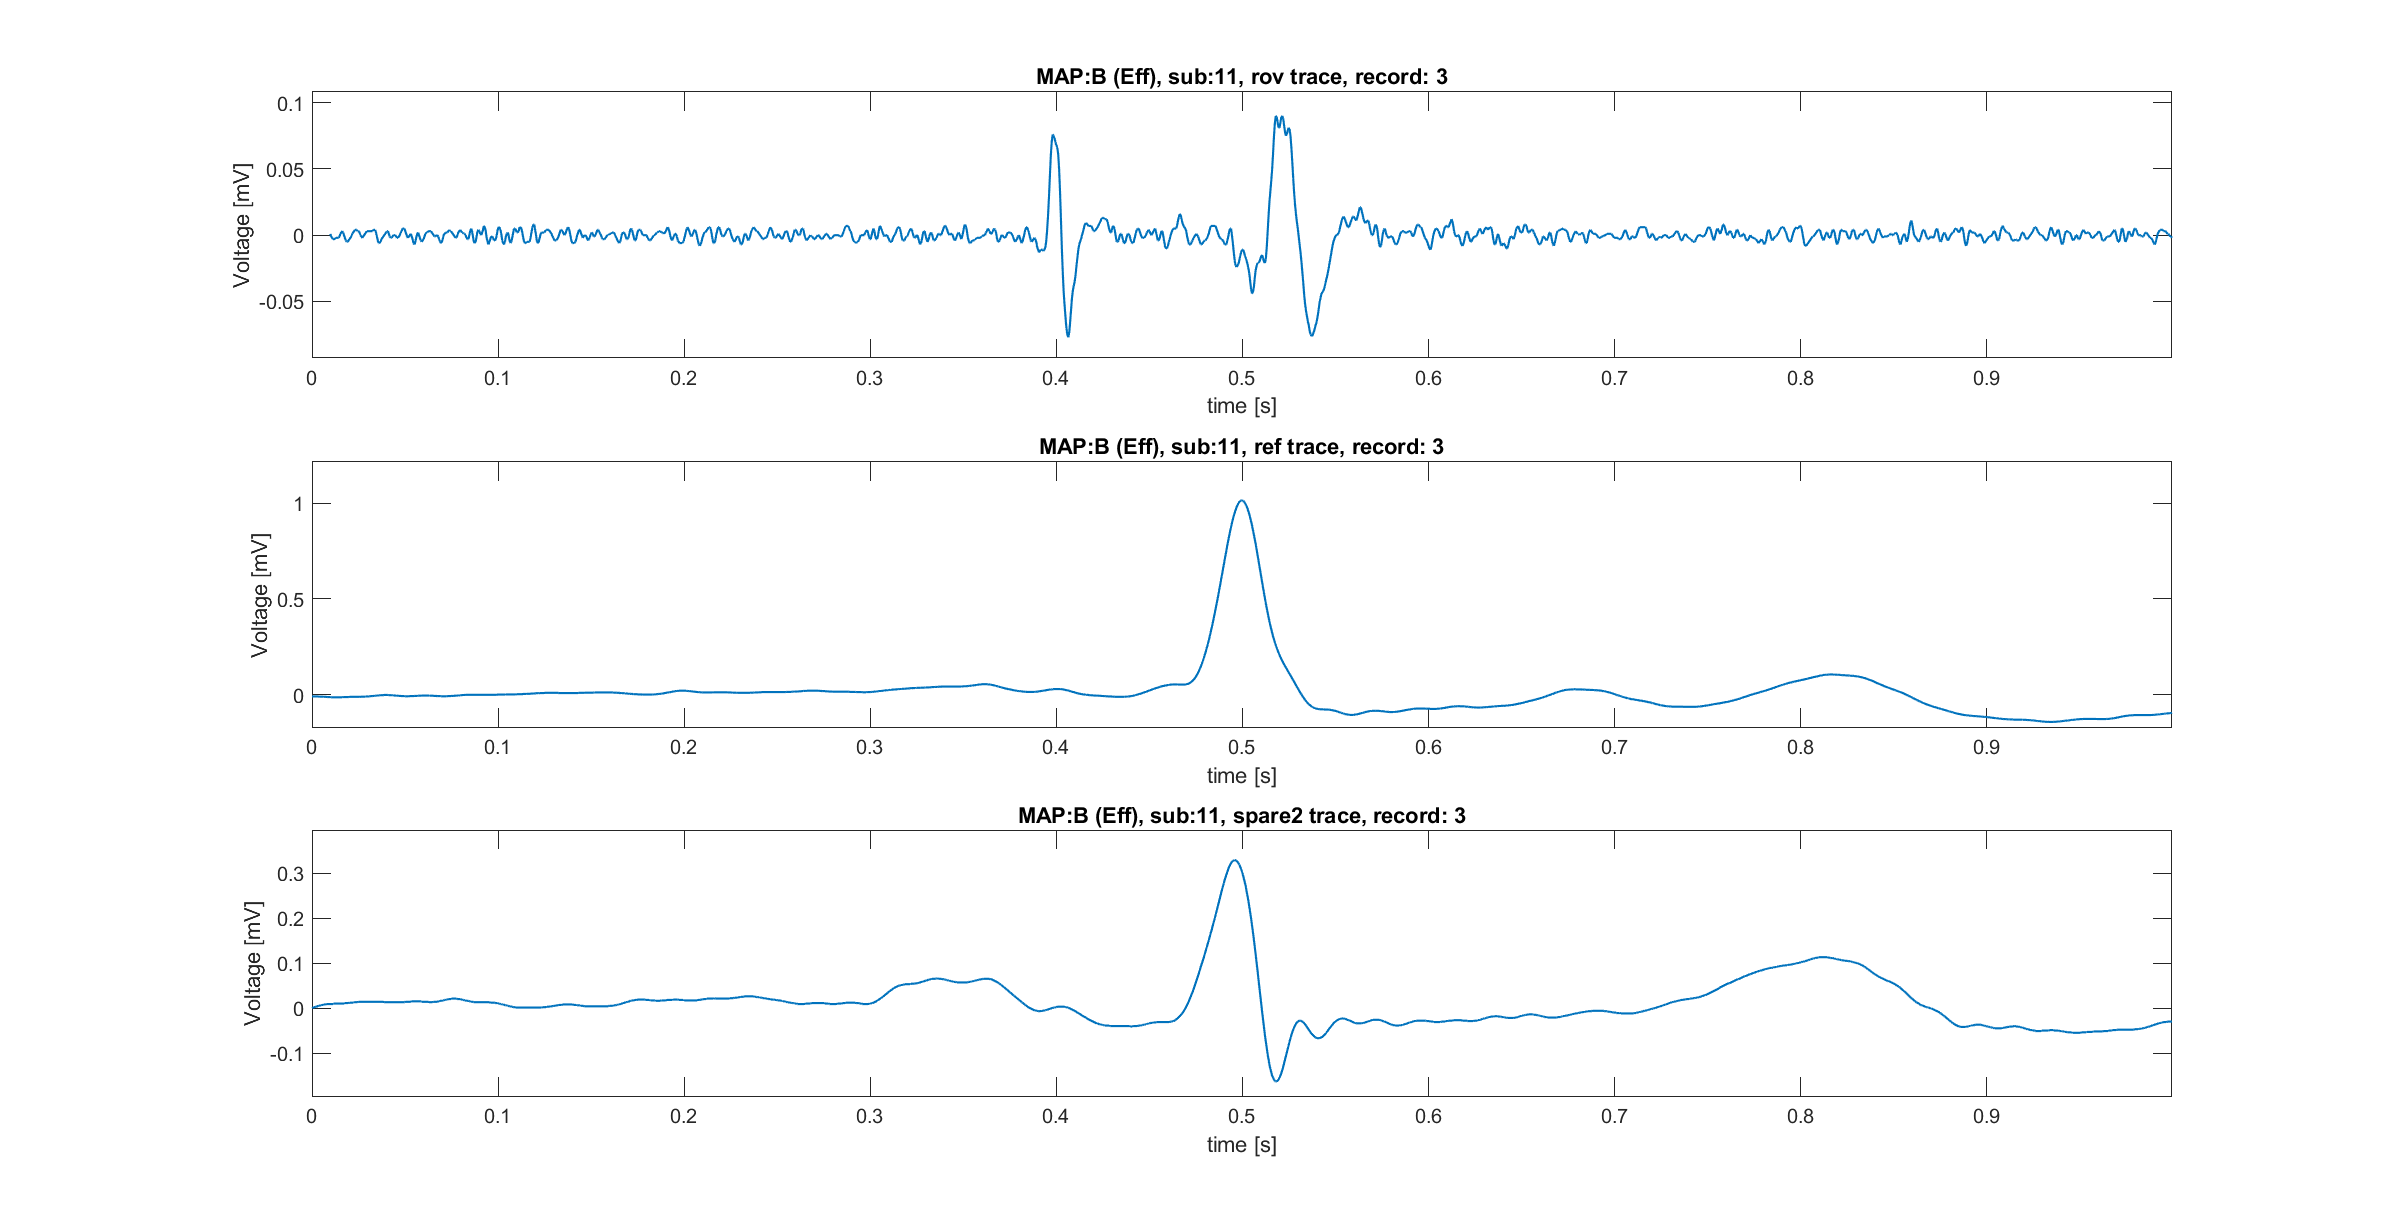 MAP:B (Eff), sub:11, rov trace, record: 3
Voltage [mV]
0.1
0.05
0
-0.05
0 0.1 0.2 0.3 0.4 0.5 0.6 0.7 0.8 0.9
time [s]
MAP:B (Eff), sub:11, ref trace, record: 3
Voltage [mV]
1
0.5
0
0 0.1 0.2 0.3 0.4 0.5 0.6 0.7 0.8 0.9
time [s]
MAP:B (Eff), sub:11, spare2 trace, record: 3
Voltage [mV]
0.3
0.2
0.1
0
-0.1
0 0.1 0.2 0.3 0.4 0.5 0.6 0.7 0.8 0.9
time [s]